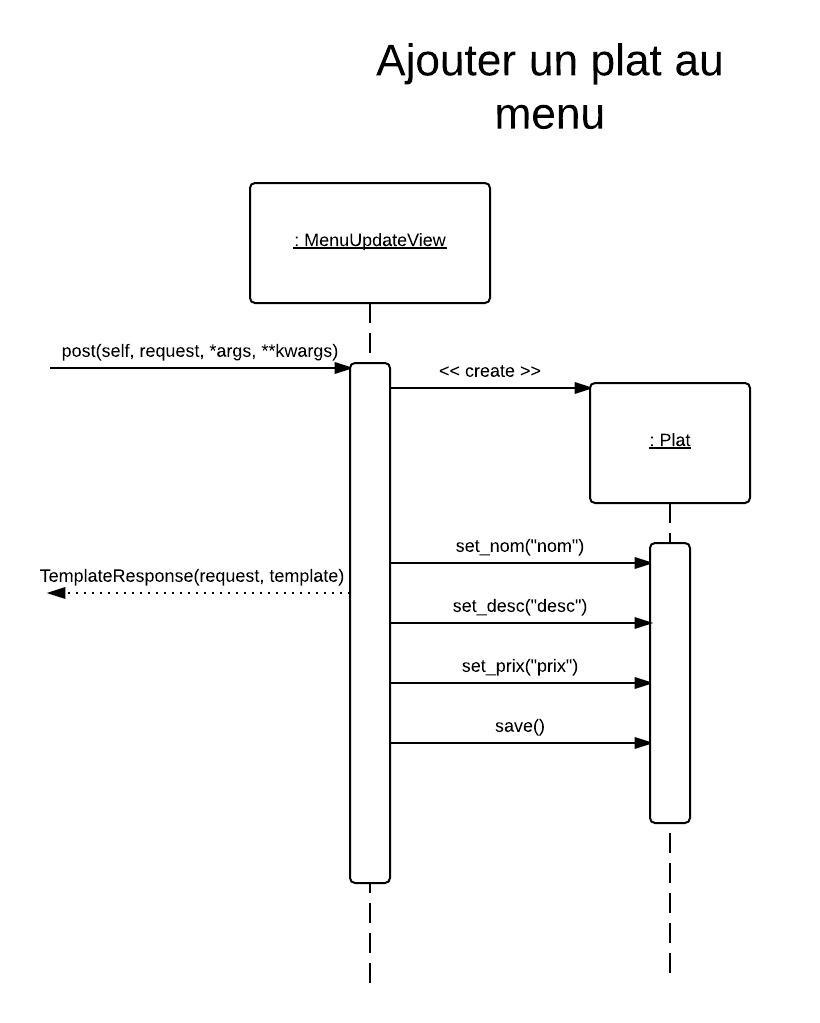 Ajouter un plat au
menu
: MenuUpdateView
post(self, request, *args, **kwargs)
<< create >>
: Plat
set_nom("nom")
TemplateResponse(request, template)
set_desc("desc")
set_prix("prix")
save()